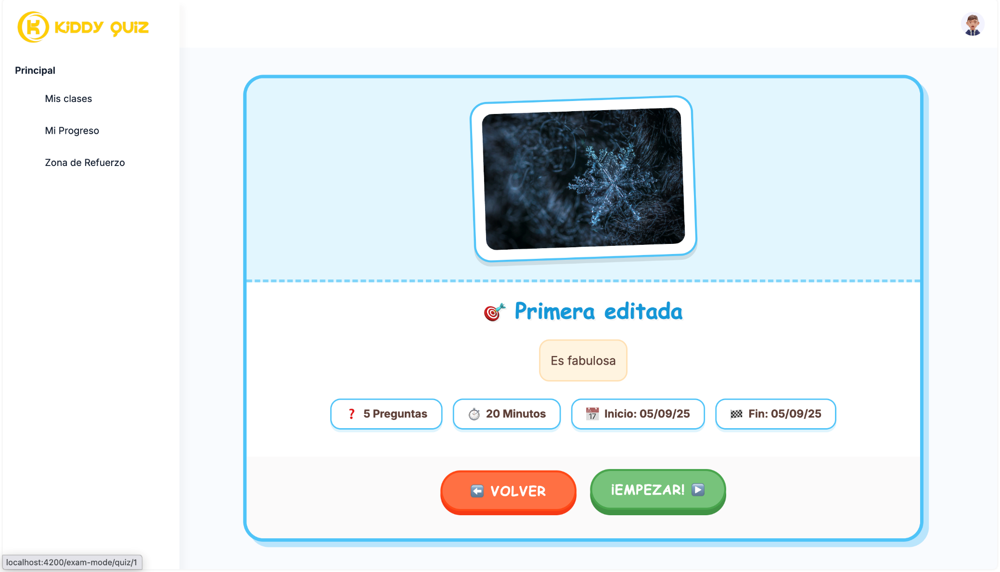 KiDDY QUiZ
Principal
Mis clases
Mi Progreso
Zona de Refuerzo
Primera editada
Es fabulosa
5 Preguntas
20 Minutos
17
Inicio: 05/09/25
Fin: 05/09/25
VOLVER
¡EMPEZAR!
localhost:4200/exam-mode/quiz/1